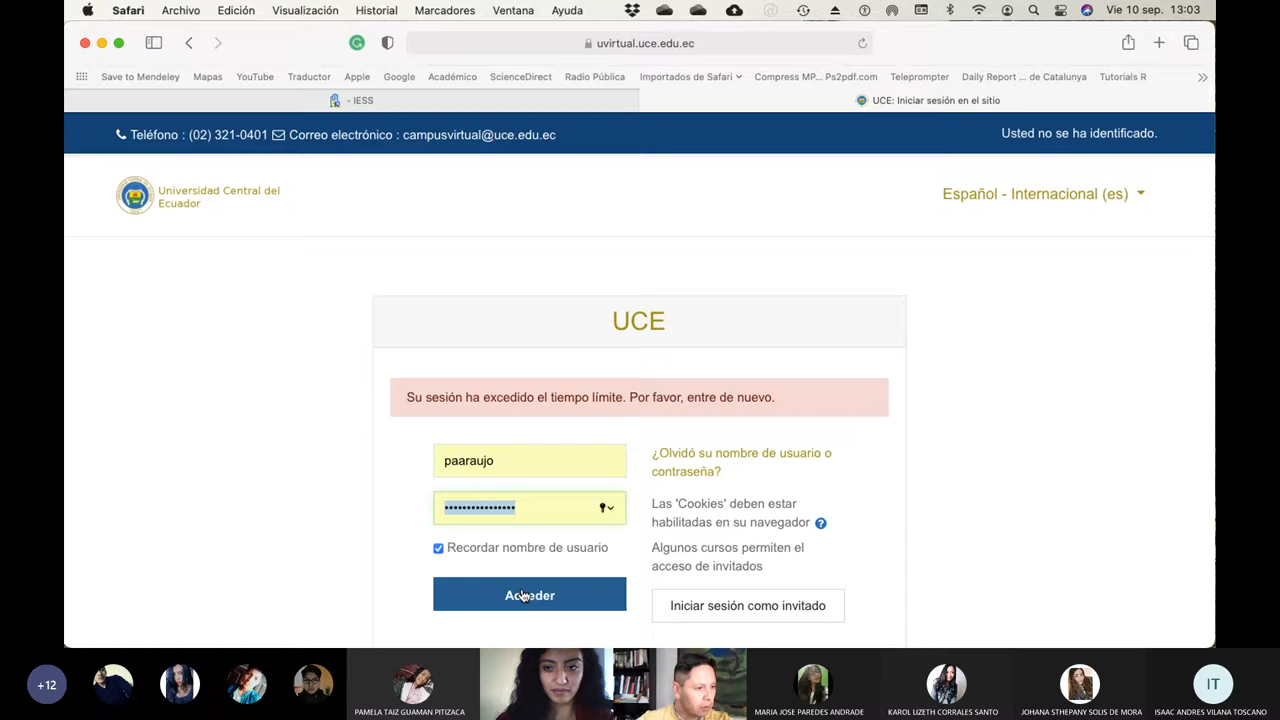 Safari Archivo Edición Visualización Historial Marcadores Ventana Ayuda Vie 10 sep. 13:03
uvirtual.uce.edu.ec
Save to Mendeley Mapas YouTube Traductor Apple Google Académico ScienceDirect Radio Pública Importados de Safari Compress MP... Ps2pdf.com Teleprompter Daily Report ... de Catalunya Tutorials R
- IESS UCE: Iniciar sesión en el sitio
Teléfono : (02) 321-0401 Correo electrónico : campusvirtual@uce.edu.ec Usted no se ha identificado.
Universidad Central del
Ecuador
Español - Internacional (es)
UCE
Su sesión ha excedido el tiempo límite. Por favor, entre de nuevo.
paaraujo
¿Olvidó su nombre de usuario o
contraseña?
••••••••••••••••
Las 'Cookies' deben estar
habilitadas en su navegador
Recordar nombre de usuario
Algunos cursos permiten el
acceso de invitados
Acceder
Iniciar sesión como invitado
+12
IT
PAMELA TAIZ GUAMAN PITIZACA MARIA JOSE PAREDES ANDRADE KAROL LIZETH CORRALES SANTO JOHANA STHEPANY SOLIS DE MORA ISAAC ANDRES VILANA TOSCANO